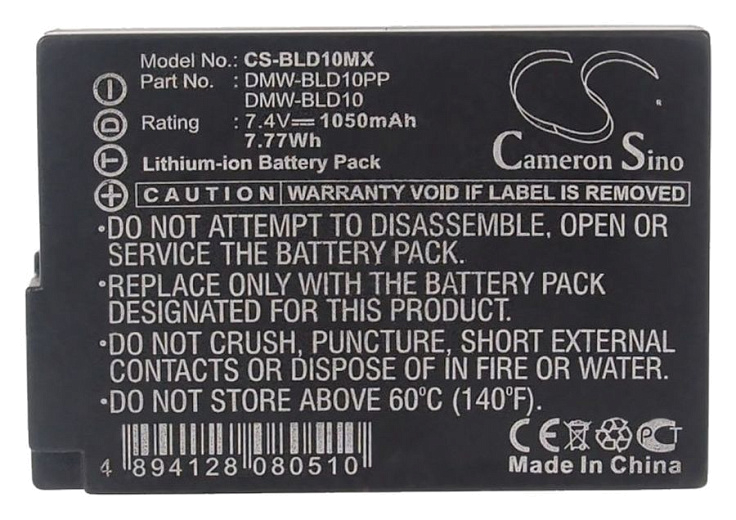 Model No.: CS-BLD10MX
Part No. : DMW-BLD10PP
DMW-BLD10
Rating : 7.4V⎓1050mAh
7.77Wh
Lithium-ion Battery Pack
Cameron Sino
− D T +
CAUTION WARRANTY VOID IF LABEL IS REMOVED
•DO NOT ATTEMPT TO DISASSEMBLE, OPEN OR
SERVICE THE BATTERY PACK.
•REPLACE ONLY WITH THE BATTERY PACK
DESIGNATED FOR THIS PRODUCT.
•DO NOT CRUSH, PUNCTURE, SHORT EXTERNAL
CONTACTS OR DISPOSE OF IN FIRE OR WATER.
•DO NOT STORE ABOVE 60°C (140°F).
4 894128 080510
CE PCT
Made In China